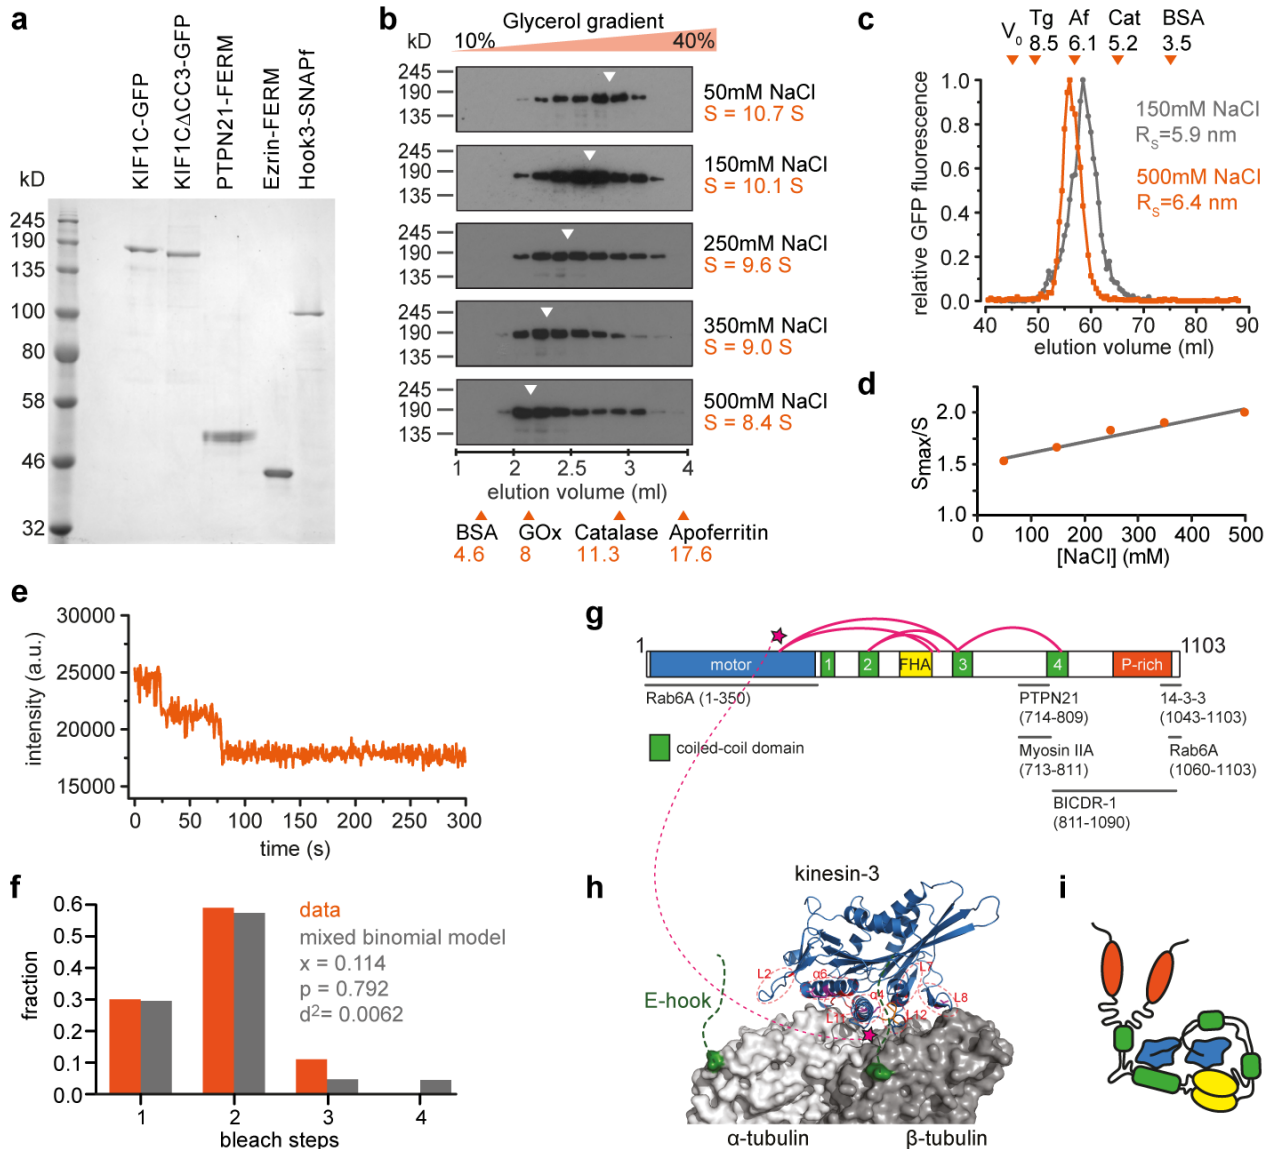 a
KIF1C-GFP
KIF1CΔCC3-GFP
PTPN21-FERM
Ezrin-FERM
Hook3-SNAPf
kD
245
190
135
100
80
58
46
32
b
Glycerol gradient
kD
10%
40%
245
190
135
50mM NaCl
S = 10.7 S
245
190
135
150mM NaCl
S = 10.1 S
245
190
135
250mM NaCl
S = 9.6 S
245
190
135
350mM NaCl
S = 9.0 S
245
190
135
500mM NaCl
S = 8.4 S
1 2 2.5 3 4
elution volume (ml)
BSA GOx Catalase Apoferritin
4.6 8 11.3 17.6
c
V0 Tg Af Cat BSA
8.5 6.1 5.2 3.5
relative GFP fluorescence
1.0
0.8
0.6
0.4
0.2
0.0
150mM NaCl
RS=5.9 nm
500mM NaCl
RS=6.4 nm
40 50 60 70 80 90
elution volume (ml)
d
Smax/S
2.0
1.5
1.0
0 100 200 300 400 500
[NaCl] (mM)
e
intensity (a.u.)
30000
25000
20000
15000
0 50 100 150 200 250 300
time (s)
f
fraction
0.6
0.5
0.4
0.3
0.2
0.1
0.0
data
mixed binomial model
x = 0.114
p = 0.792
d2= 0.0062
1 2 3 4
bleach steps
g
1
1103
motor 1 2 FHA 3 4 P-rich
Rab6A (1-350)
PTPN21
(714-809)
14-3-3
(1043-1103)
coiled-coil domain
Myosin IIA
(713-811)
Rab6A
(1060-1103)
BICDR-1
(811-1090)
h
kinesin-3
E-hook
L2
α6
α4
L7
L8
L11
L12
α-tubulin
β-tubulin
i